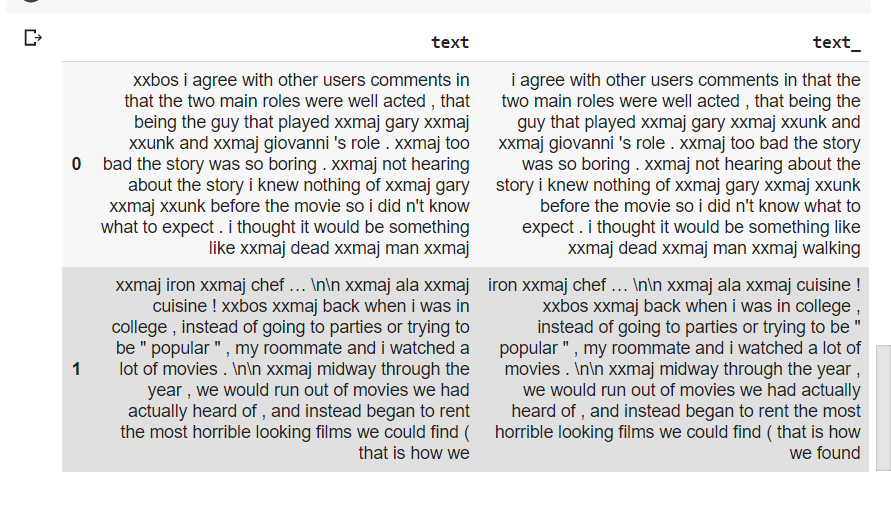 text text_
0
xxbos i agree with other users comments in
that the two main roles were well acted , that
being the guy that played xxmaj gary xxmaj
xxunk and xxmaj giovanni 's role . xxmaj too
bad the story was so boring . xxmaj not hearing
about the story i knew nothing of xxmaj gary
xxmaj xxunk before the movie so i did n't know
what to expect . i thought it would be something
like xxmaj dead xxmaj man xxmaj
i agree with other users comments in that the
two main roles were well acted , that being the
guy that played xxmaj gary xxmaj xxunk and
xxmaj giovanni 's role . xxmaj too bad the story
was so boring . xxmaj not hearing about the
story i knew nothing of xxmaj gary xxmaj xxunk
before the movie so i did n't know what to
expect . i thought it would be something like
xxmaj dead xxmaj man xxmaj walking
1
xxmaj iron xxmaj chef … \n\n xxmaj ala xxmaj
cuisine ! xxbos xxmaj back when i was in
college , instead of going to parties or trying to
be " popular " , my roommate and i watched a
lot of movies . \n\n xxmaj midway through the
year , we would run out of movies we had
actually heard of , and instead began to rent
the most horrible looking films we could find (
that is how we
iron xxmaj chef … \n\n xxmaj ala xxmaj cuisine !
xxbos xxmaj back when i was in college ,
instead of going to parties or trying to be "
popular " , my roommate and i watched a lot of
movies . \n\n xxmaj midway through the year ,
we would run out of movies we had actually
heard of , and instead began to rent the most
horrible looking films we could find ( that is how
we found